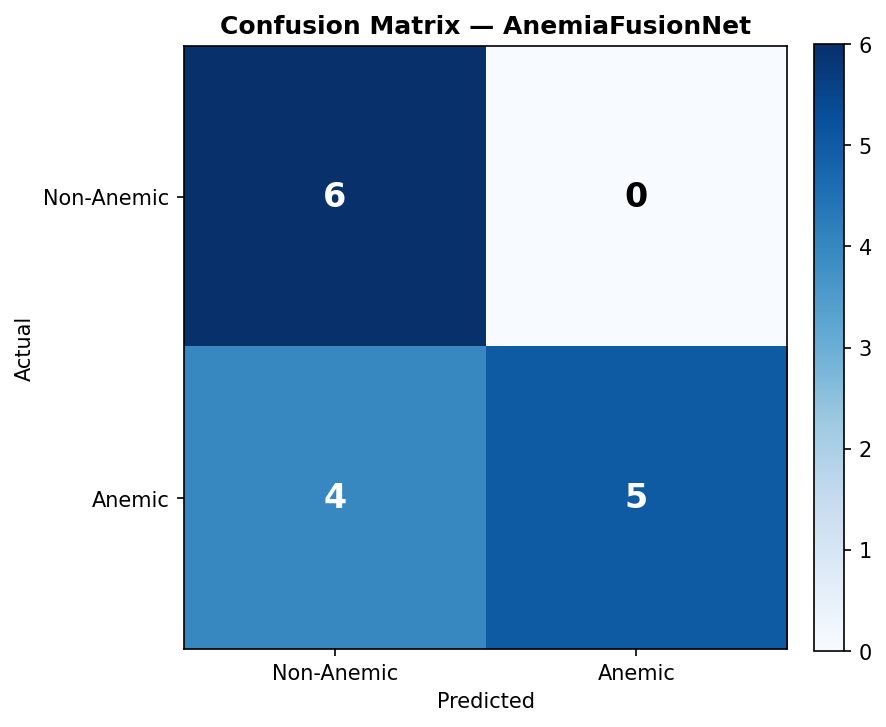 Confusion Matrix — AnemiaFusionNet
6
5
4
3
2
1
0
Actual
Non-Anemic
6
0
Anemic
4
5
Non-Anemic
Anemic
Predicted